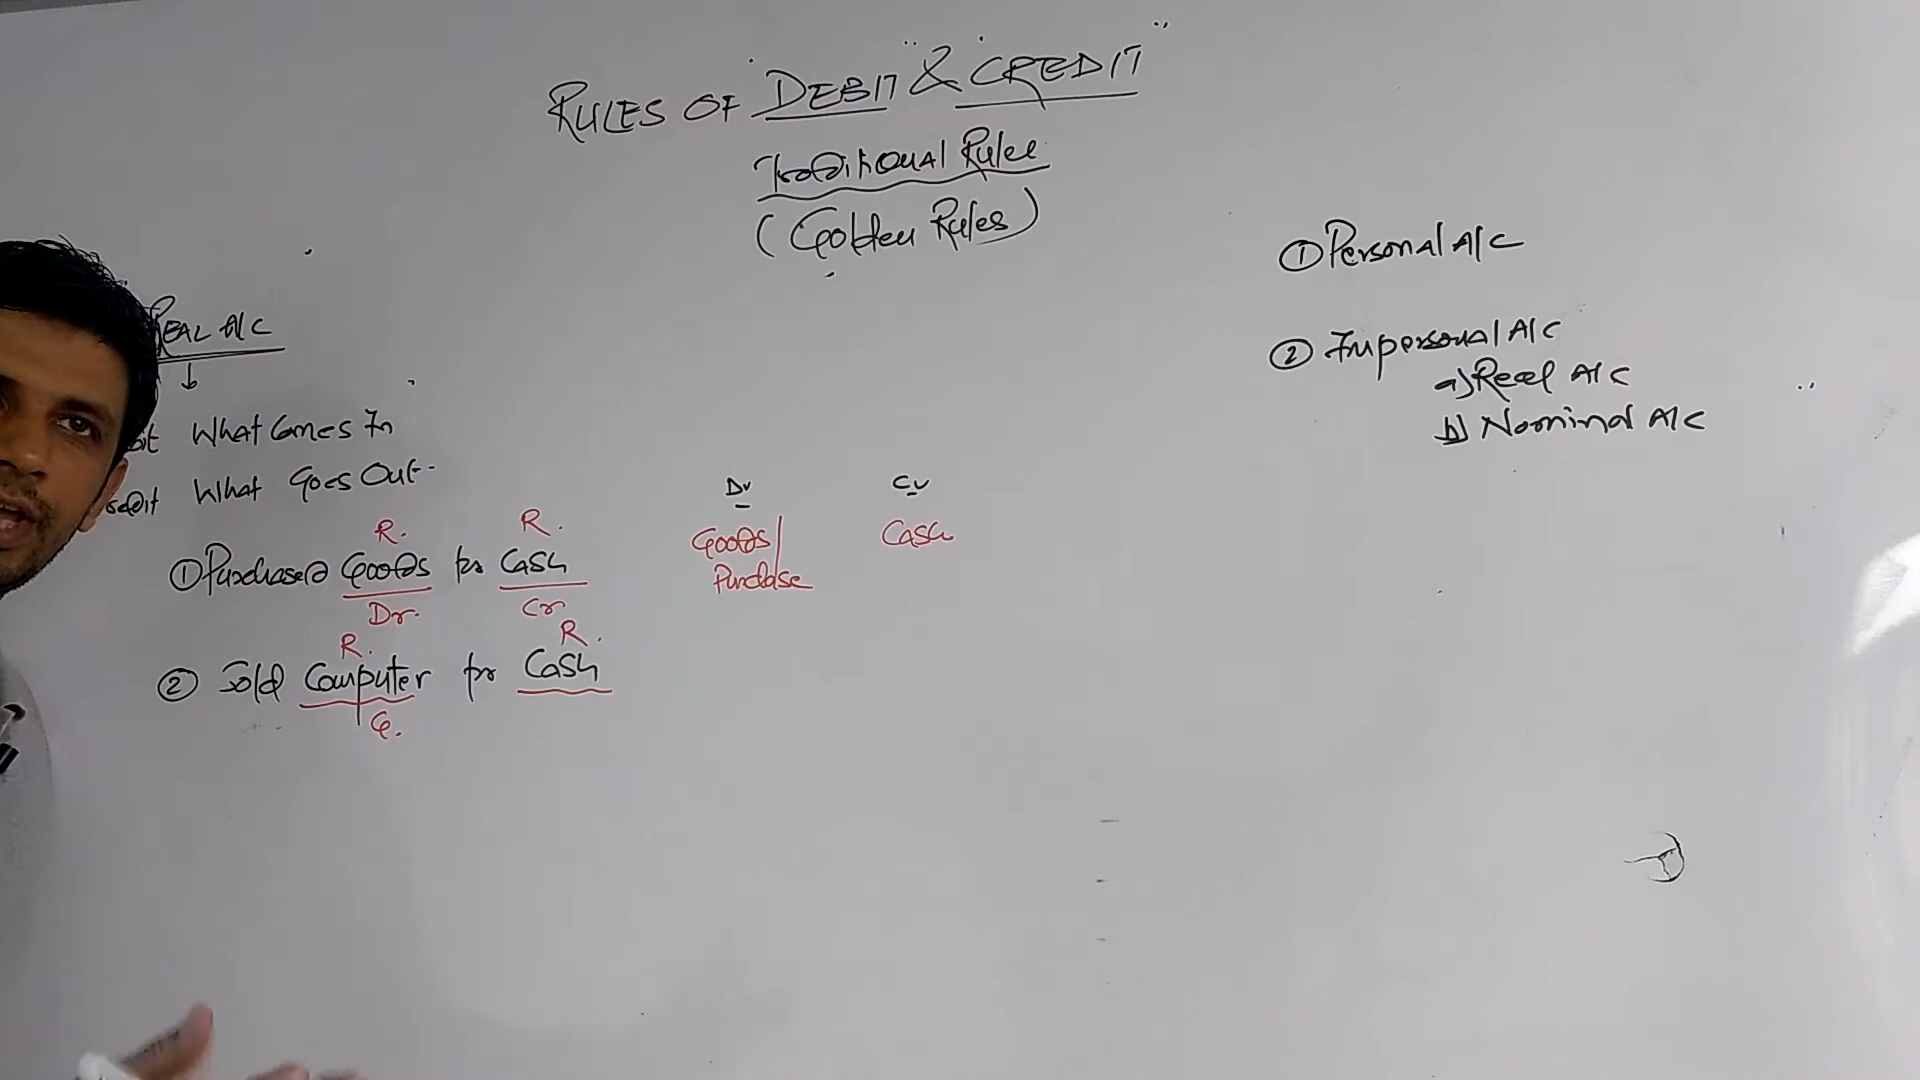 RULES OF "DEBIT" & "CREDIT"
Traditional Rules
(Golden Rules)
① Personal A/C
② Impersonal A/C
a) Real A/C
b) Nominal A/C
REAL A/C
What Comes In
What Goes Out.
Dr Cr
R. R.
① Purchased Goods for Cash Goods/ Cash
Purchase
Dr. Cr
R. R.
② Sold Computer for Cash